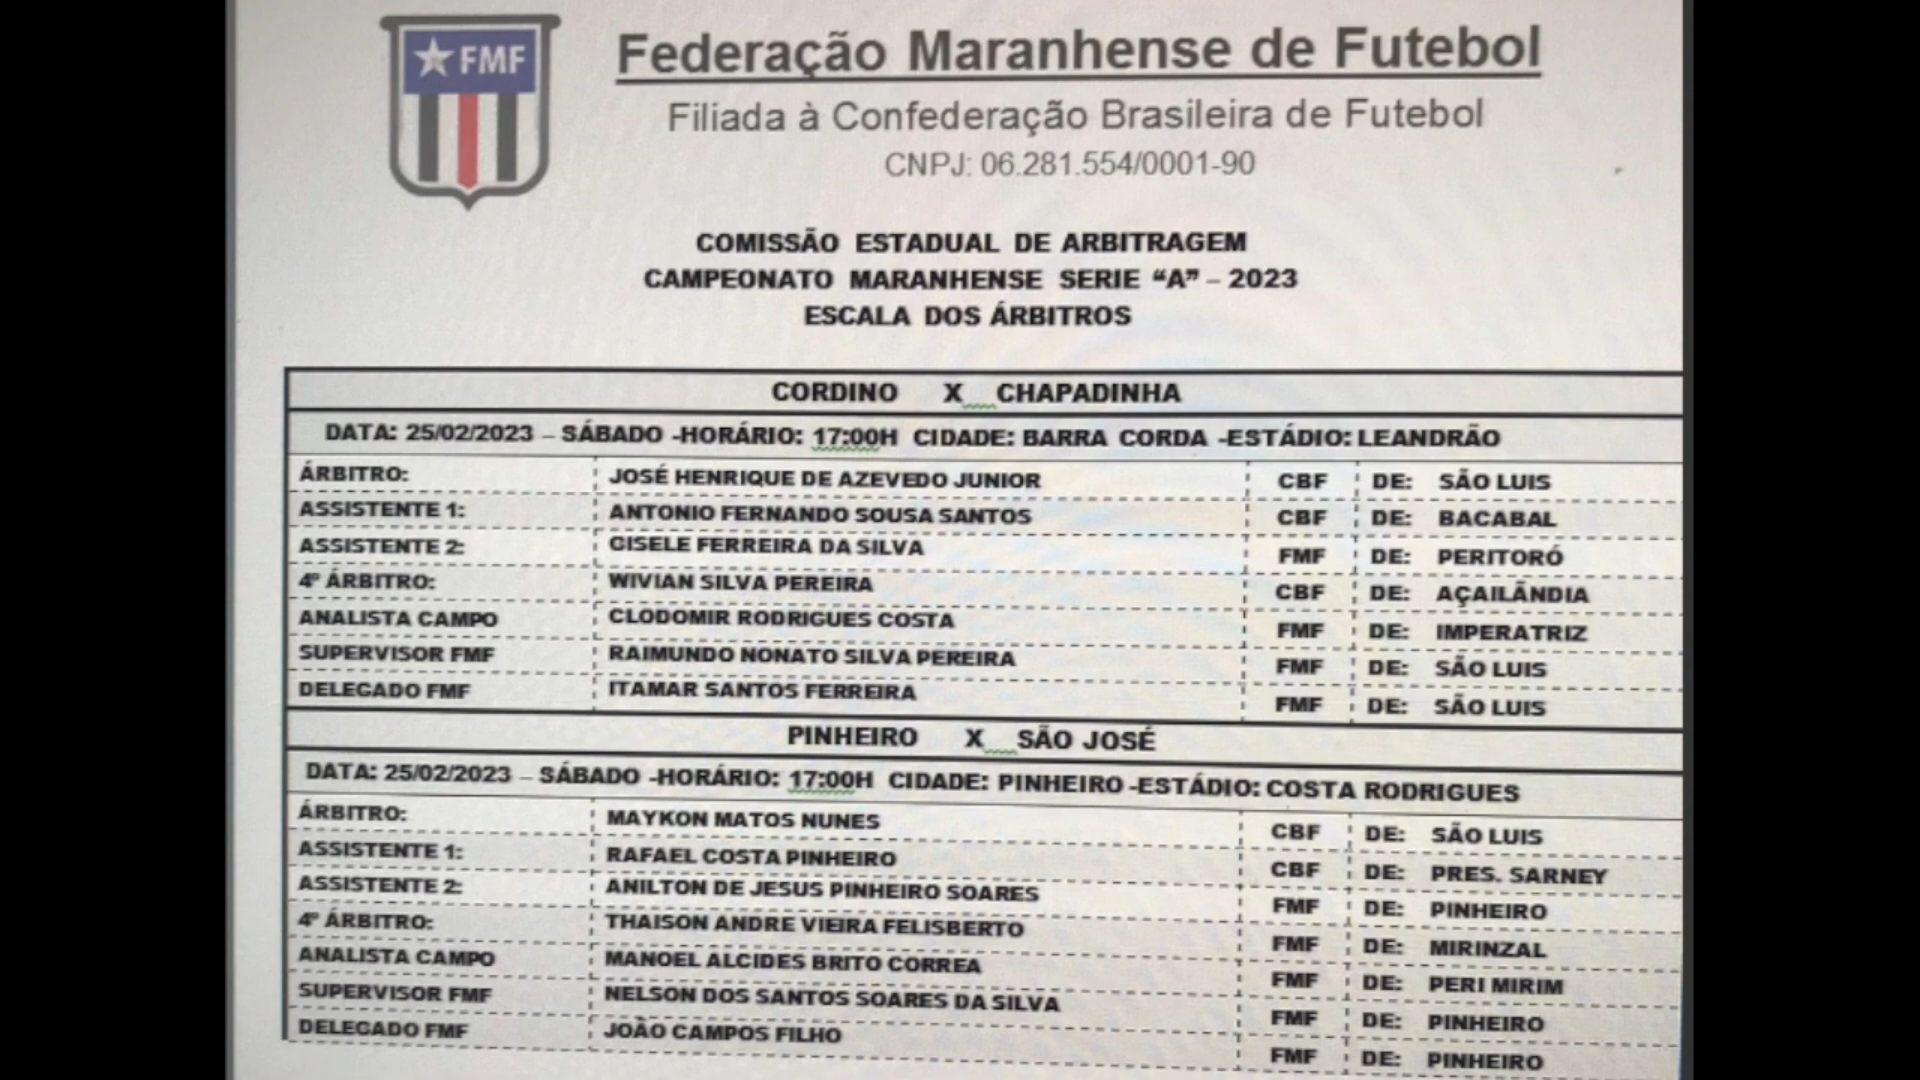 FMF
Federação Maranhense de Futebol
Filiada à Confederação Brasileira de Futebol
CNPJ: 06.281.554/0001-90
COMISSÃO ESTADUAL DE ARBITRAGEM
CAMPEONATO MARANHENSE SERIE “A” – 2023
ESCALA DOS ÁRBITROS
CORDINO X CHAPADINHA
DATA: 25/02/2023 – SÁBADO -HORÁRIO: 17:00H CIDADE: BARRA CORDA -ESTÁDIO: LEANDRÃO
ÁRBITRO: JOSÉ HENRIQUE DE AZEVEDO JUNIOR CBF DE: SÃO LUIS
ASSISTENTE 1: ANTONIO FERNANDO SOUSA SANTOS CBF DE: BACABAL
ASSISTENTE 2: GISELE FERREIRA DA SILVA FMF DE: PERITORÓ
4º ÁRBITRO: WIVIAN SILVA PEREIRA CBF DE: AÇAILÂNDIA
ANALISTA CAMPO CLODOMIR RODRIGUES COSTA FMF DE: IMPERATRIZ
SUPERVISOR FMF RAIMUNDO NONATO SILVA PEREIRA FMF DE: SÃO LUIS
DELEGADO FMF ITAMAR SANTOS FERREIRA FMF DE: SÃO LUIS
PINHEIRO X SÃO JOSÉ
DATA: 25/02/2023 – SÁBADO -HORÁRIO: 17:00H CIDADE: PINHEIRO -ESTÁDIO: COSTA RODRIGUES
ÁRBITRO: MAYKON MATOS NUNES CBF DE: SÃO LUIS
ASSISTENTE 1: RAFAEL COSTA PINHEIRO CBF DE: PRES. SARNEY
ASSISTENTE 2: ANILTON DE JESUS PINHEIRO SOARES FMF DE: PINHEIRO
4º ÁRBITRO: THAISON ANDRE VIEIRA FELISBERTO FMF DE: MIRINZAL
ANALISTA CAMPO MANOEL ALCIDES BRITO CORREA FMF DE: PERI MIRIM
SUPERVISOR FMF NELSON DOS SANTOS SOARES DA SILVA FMF DE: PINHEIRO
DELEGADO FMF JOÃO CAMPOS FILHO FMF DE: PINHEIRO